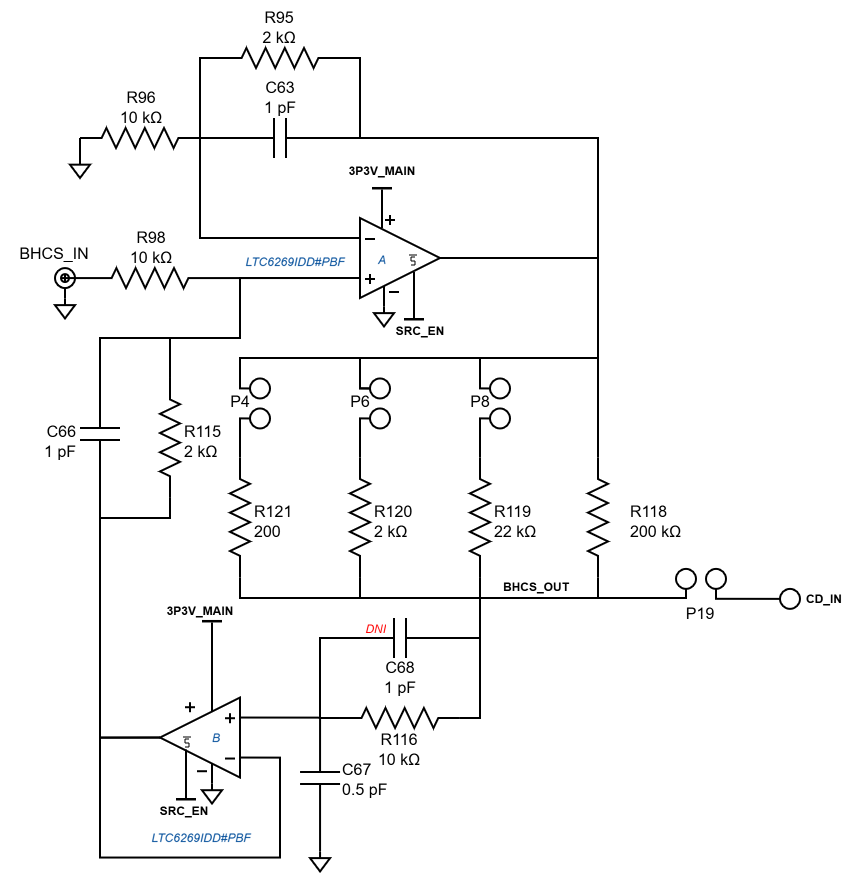 R95
2 kΩ
C63
1 pF
R96
10 kΩ
3P3V_MAIN
+
−
BHCS_IN
R98
10 kΩ
LTC6269IDD#PBF
A
S
+
−
SRC_EN
P4
P6
P8
C66
1 pF
R115
2 kΩ
R121
200
R120
2 kΩ
R119
22 kΩ
R118
200 kΩ
BHCS_OUT
P19
CD_IN
3P3V_MAIN
DNI
C68
1 pF
+
+
S
B
−
−
R116
10 kΩ
C67
0.5 pF
SRC_EN
LTC6269IDD#PBF